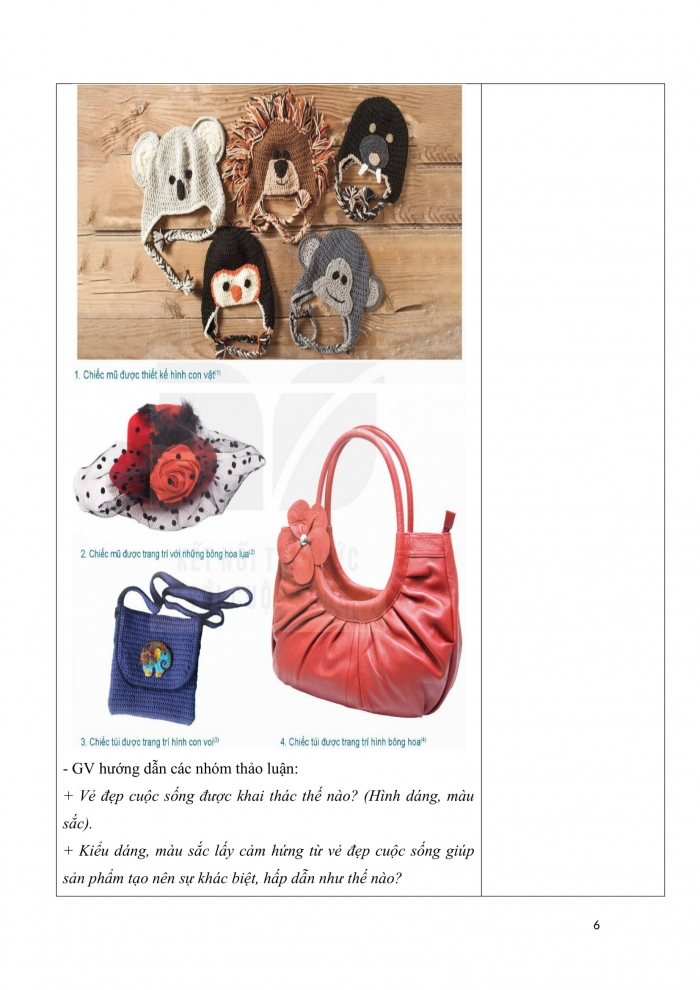 1. Chiếc mũ được thiết kế hình con vật(1)
2. Chiếc mũ được trang trí với những bông hoa lụa(2)
KẾT NỐI TRI THỨC
3. Chiếc túi được trang trí hình con voi(3)
4. Chiếc túi được trang trí hình bông hoa(4)
- GV hướng dẫn các nhóm thảo luận:
+ Vẻ đẹp cuộc sống được khai thác thế nào? (Hình dáng, màu
sắc).
+ Kiểu dáng, màu sắc lấy cảm hứng từ vẻ đẹp cuộc sống giúp
sản phẩm tạo nên sự khác biệt, hấp dẫn như thế nào?
6